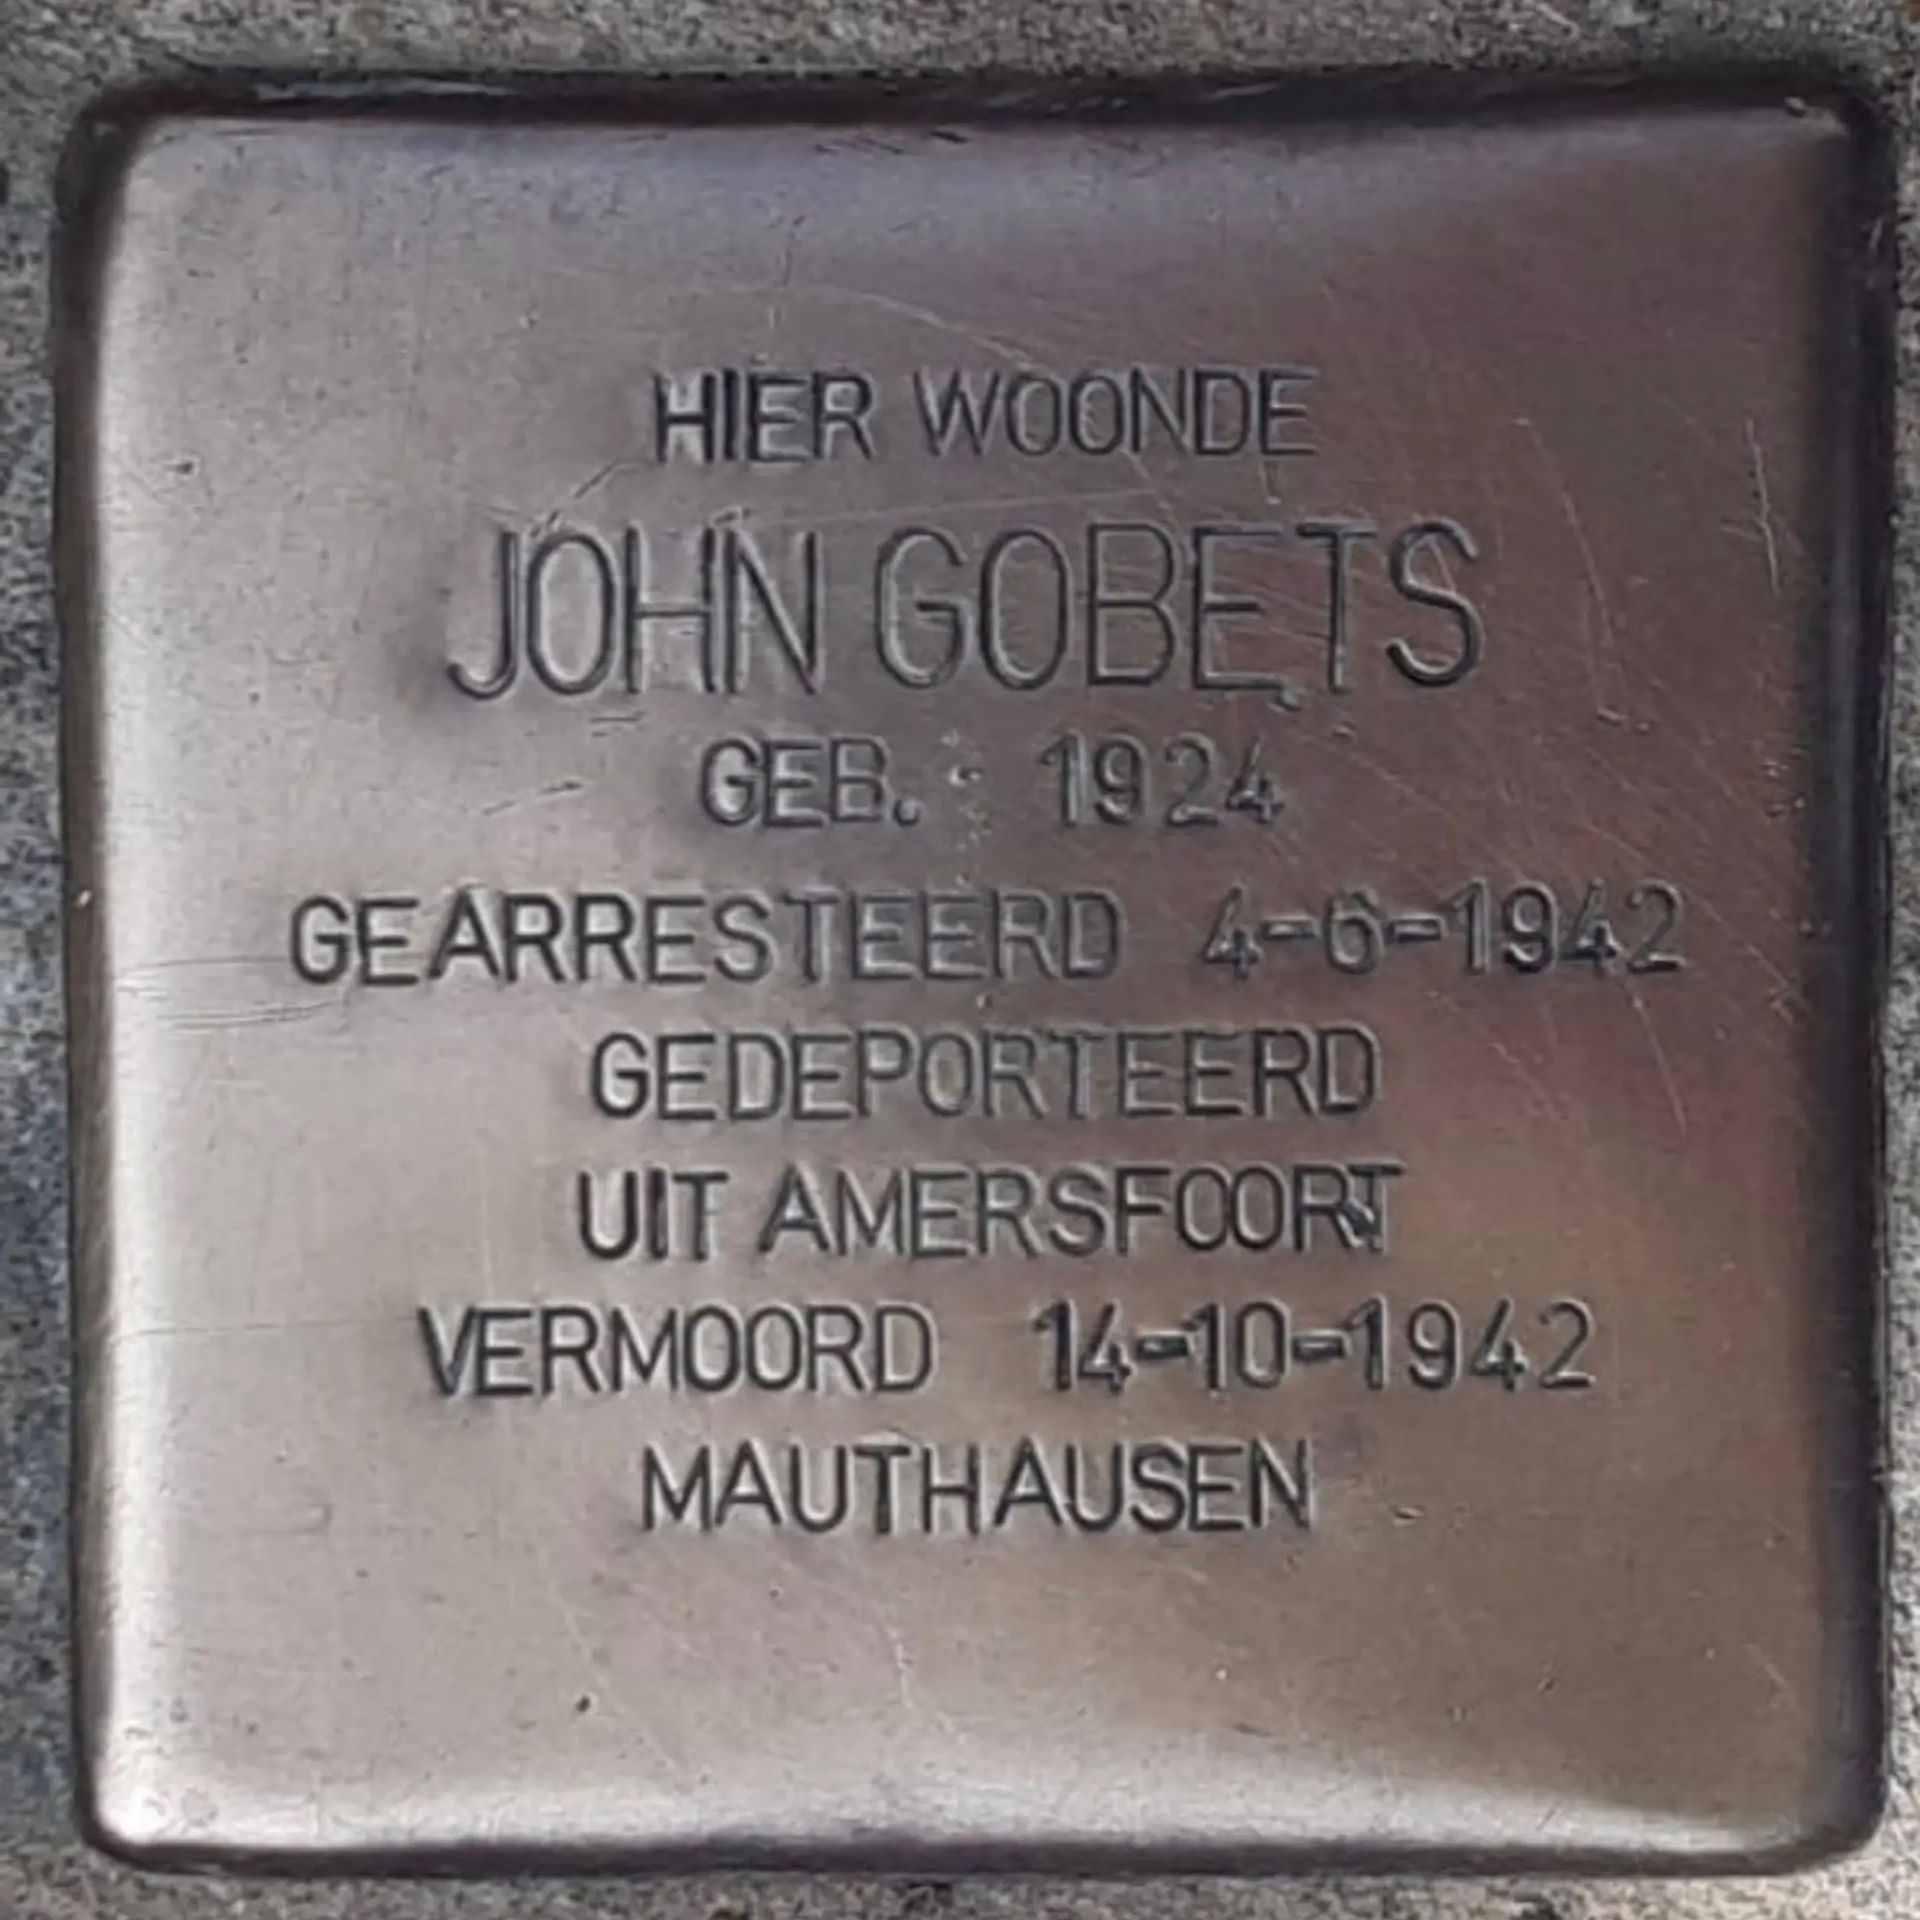 HIER WOONDE
JOHN GOBETS
GEB. 1924
GEARRESTEERD 4-6-1942
GEDEPORTEERD
UIT AMERSFOORT
VERMOORD 14-10-1942
MAUTHAUSEN